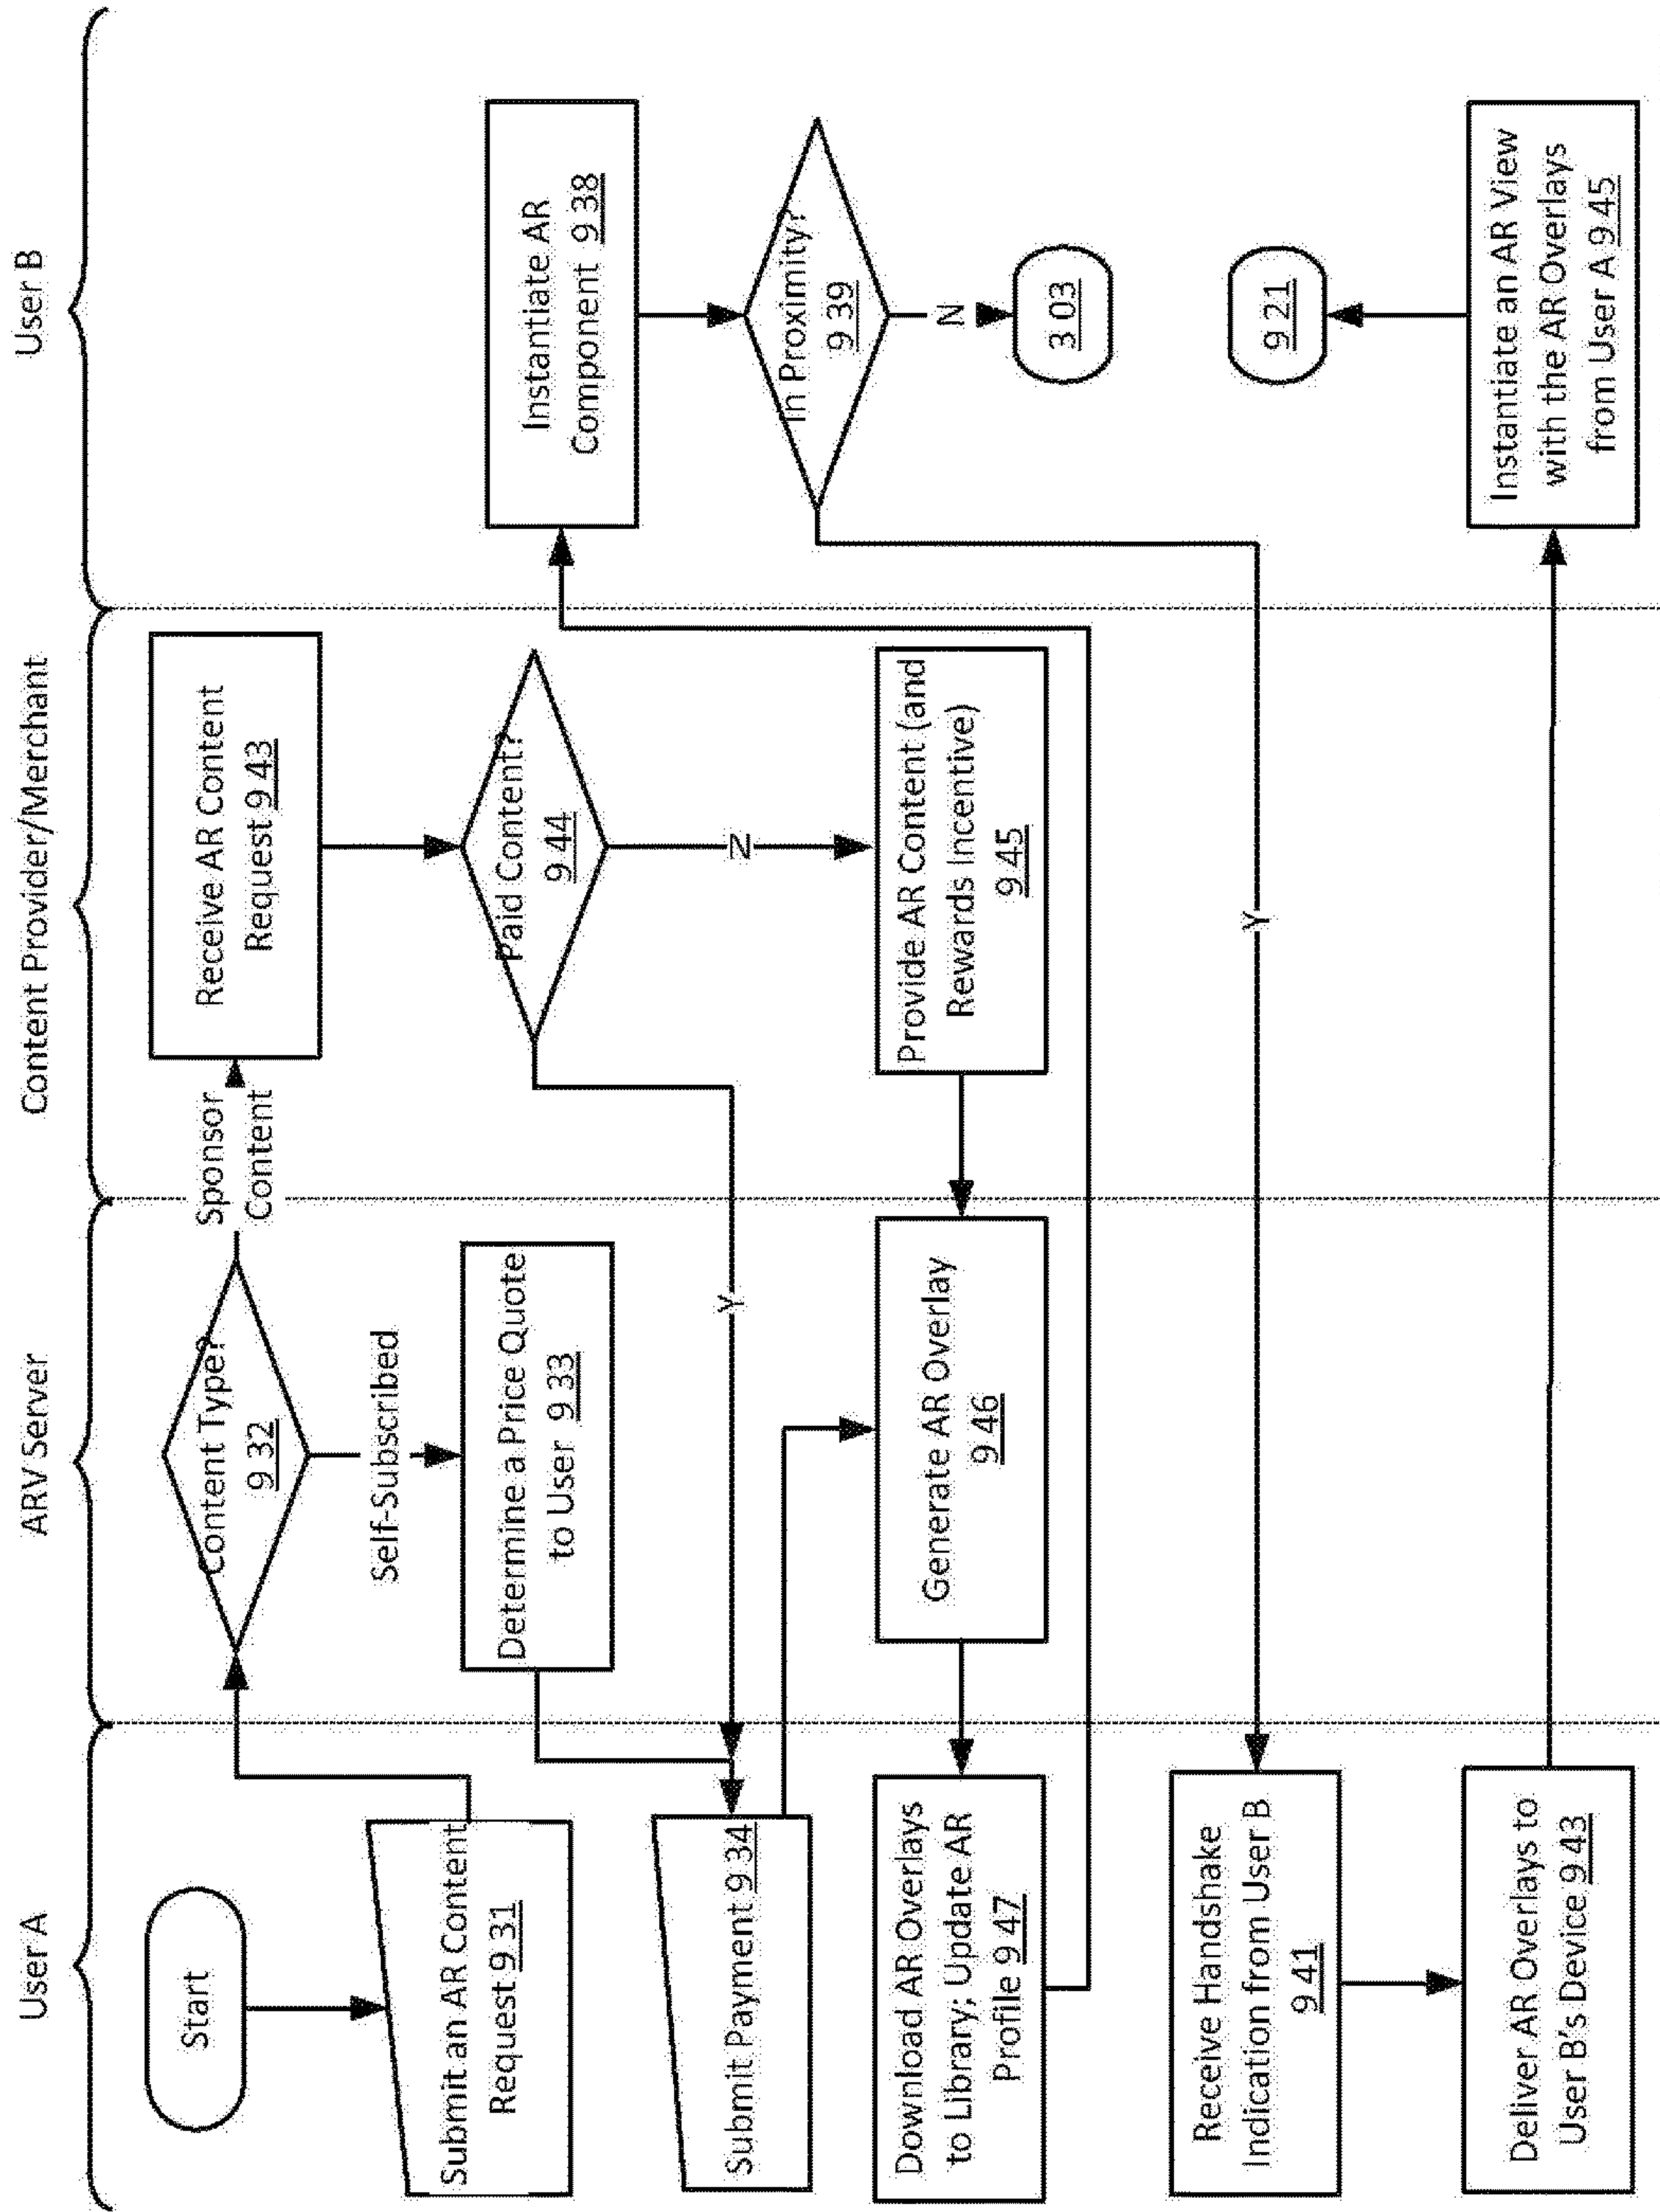 User A
ARV Server
Content Provider/Merchant
User B
Start
Submit an AR Content
Request 9 31
Content Type?
9 32
Sponsor
Content
Self-Subscribed
Determine a Price Quote
to User 9 33
Receive AR Content
Request 9 43
Paid Content?
9 44
Y
N
Submit Payment 9 34
Provide AR Content (and
Rewards Incentive)
9 45
Generate AR Overlay
9 46
Download AR Overlays
to Library; Update AR
Profile 9 47
Instantiate AR
Component 9 38
In Proximity?
9 39
N
3 03
Y
Receive Handshake
Indication from User B
9 41
Deliver AR Overlays to
User B's Device 9 43
Instantiate an AR View
with the AR Overlays
from User A 9 45
9 21